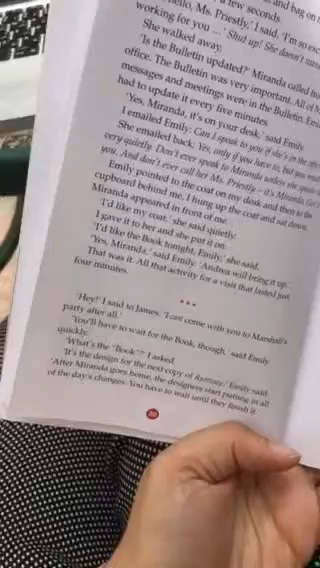 a few seconds.
Hello, Ms. Priestly,' I said. 'I'm so
working for you ...' Shut up! She doesn't
She walked away.
'Is the Bulletin updated?' Miranda called
office. The Bulletin was very important. All of
messages and meetings were in the Bulletin.
had to update it every five minutes.
'Yes, Miranda, it's on your desk,' said Emily.
I emailed Emily: Can I speak to you if she's in the
She emailed back: Yes, only if you have to, but you
very quietly. Don't ever speak to Miranda unless she
you. And don't ever call her Ms. Priestly – it's Miranda.
Emily pointed to the coat on my desk and then to the
cupboard behind me. I hung up the coat and sat down.
Miranda appeared in front of me.
'I'd like my coat,' she said quietly.
I gave it to her and she put it on.
'I'd like the Book tonight, Emily,' she said.
'Yes, Miranda,' said Emily. 'Andrea will bring it up.'
That was it. All that activity for a visit that lasted just
four minutes.
***
'Hey!' I said to James. 'I can come with you to Marshall's
party after all.'
'You'll have to wait for the Book, though,' said Emily
quickly.
'What's the "Book"?' I asked.
'It's the design for the next copy of Runway,' Emily said.
'After Miranda goes home, the designers start putting in all
of the day's changes. You have to wait until they finish it.
20